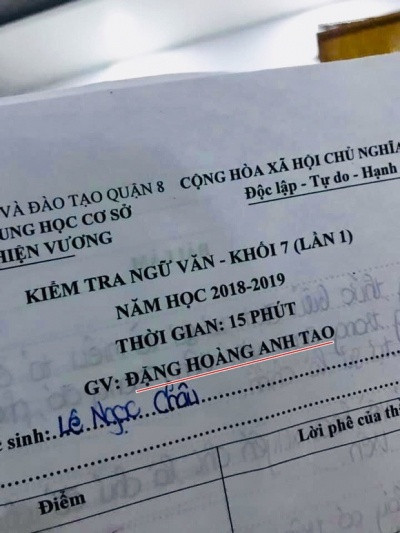 VÀ ĐÀO TẠO QUẬN 8 CỘNG HÒA XÃ HỘI CHỦ NGHĨA
UNG HỌC CƠ SỞ Độc lập - Tự do - Hạnh
HIỆN VƯƠNG
KIỂM TRA NGỮ VĂN - KHỐI 7 (LẦN 1)
NĂM HỌC 2018-2019
THỜI GIAN: 15 PHÚT
GV: ĐẶNG HOÀNG ANH TAO
sinh: Lê Ngọc Châu
Điểm Lời phê của